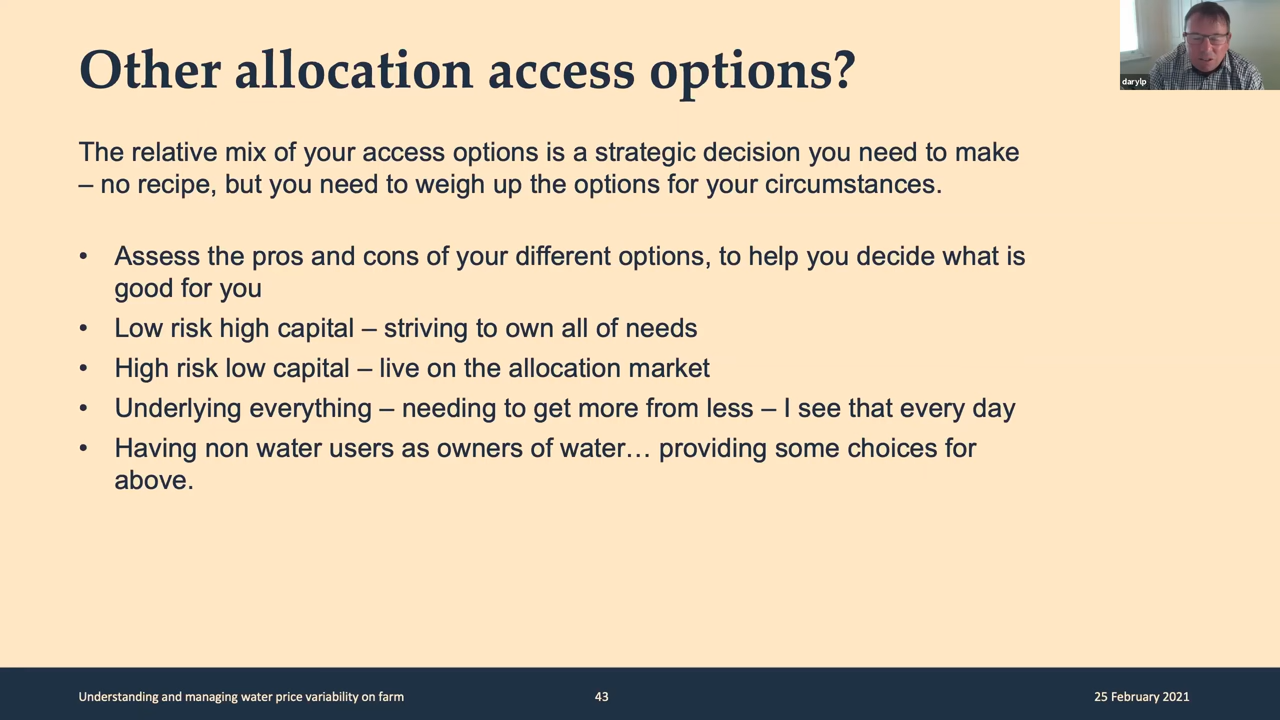 Other allocation access options?
darylp
The relative mix of your access options is a strategic decision you need to make
– no recipe, but you need to weigh up the options for your circumstances.
• Assess the pros and cons of your different options, to help you decide what is
good for you
• Low risk high capital – striving to own all of needs
• High risk low capital – live on the allocation market
• Underlying everything – needing to get more from less – I see that every day
• Having non water users as owners of water… providing some choices for
above.
Understanding and managing water price variability on farm
43
25 February 2021